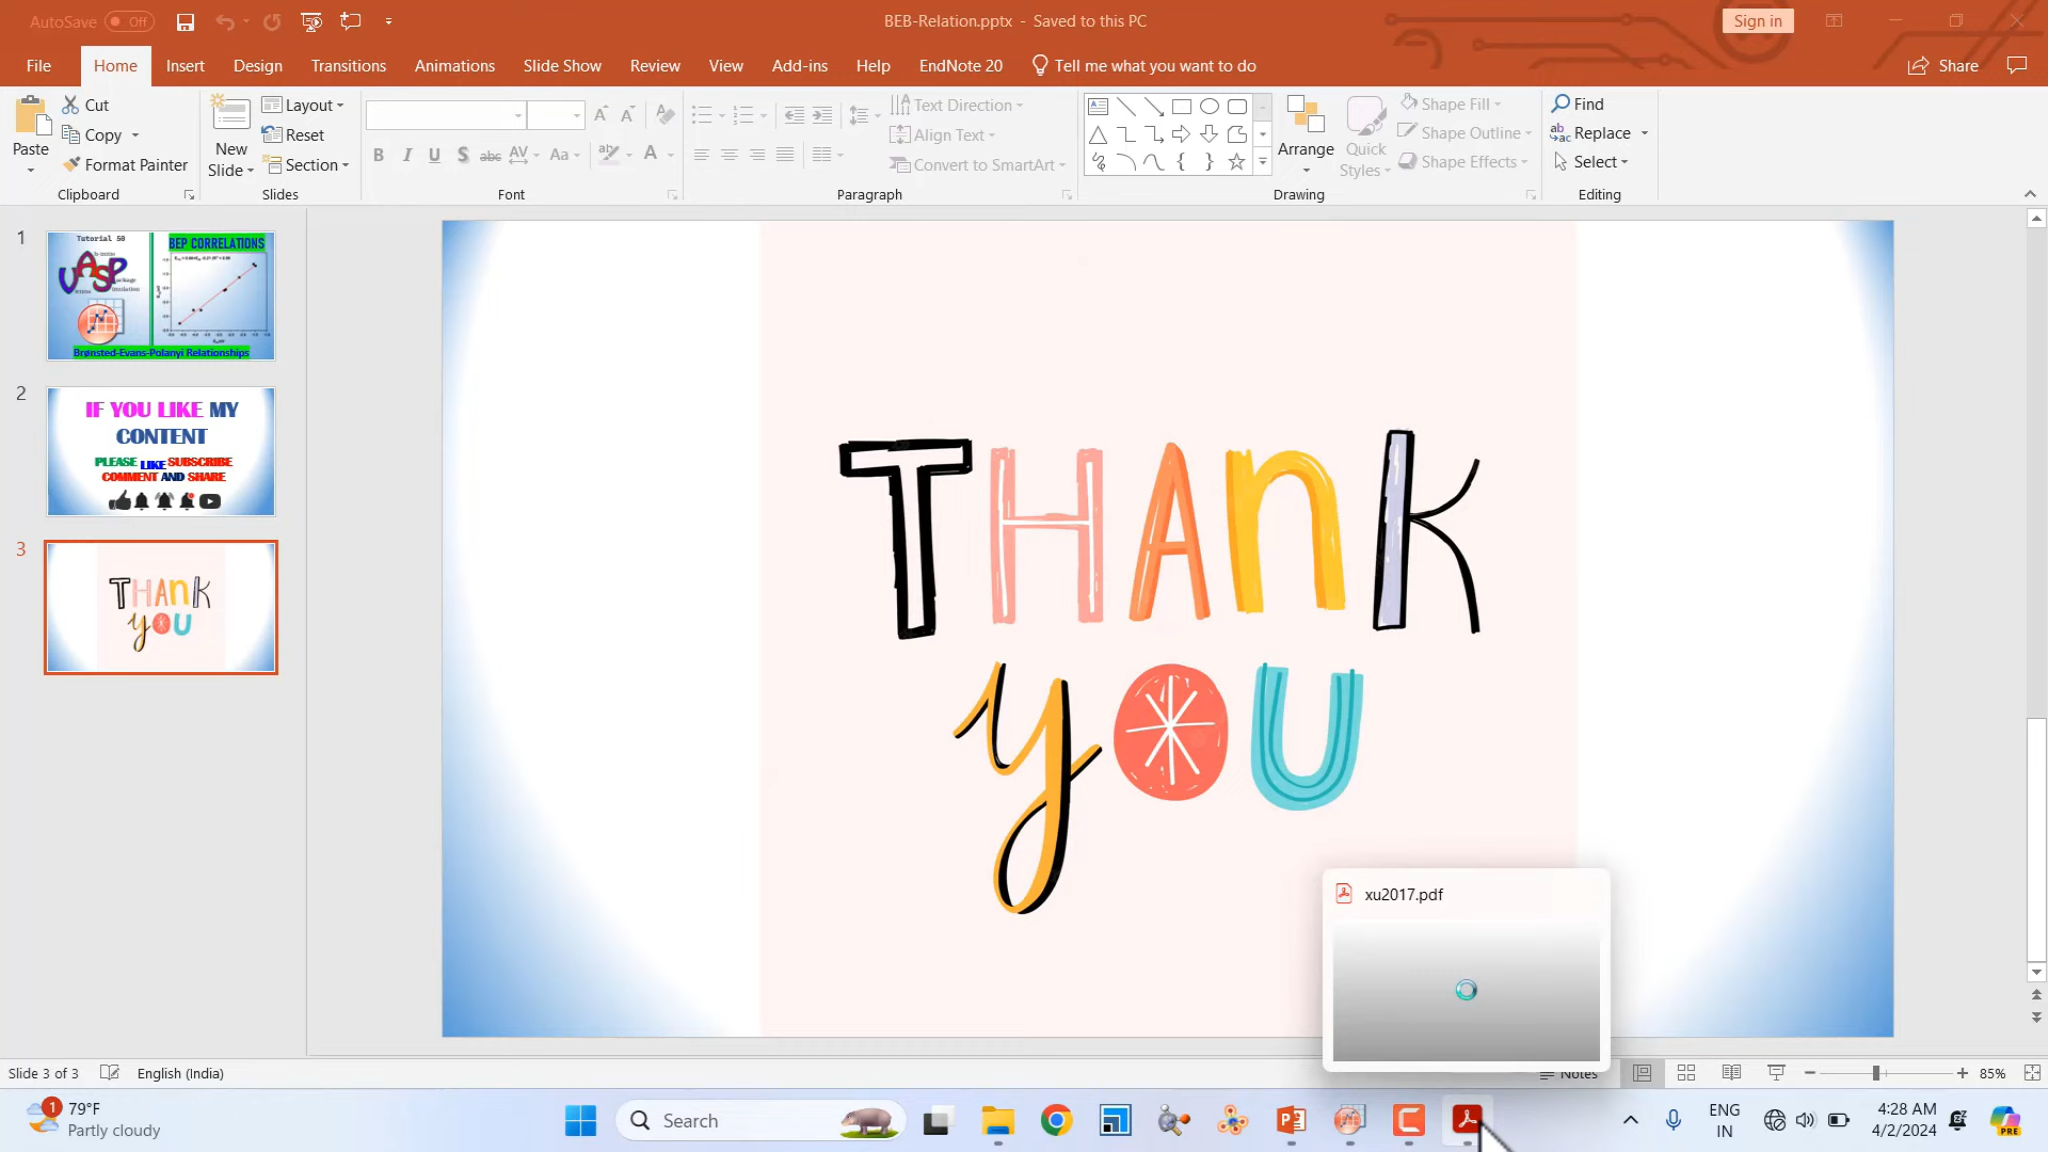 AutoSave Off
BEB-Relation.pptx - Saved to this PC
Sign in
File Home Insert Design Transitions Animations Slide Show Review View Add-ins Help EndNote 20 Tell me what you want to do
Share
Paste
Cut
Copy
Format Painter
Clipboard
New Slide
Layout
Reset
Section
Slides
Font
Text Direction
Align Text
Convert to SmartArt
Paragraph
Arrange
Quick Styles
Shape Fill
Shape Outline
Shape Effects
Drawing
Find
Replace
Select
Editing
1
Tutorial 50
BEP CORRELATIONS
VASP
Brønsted-Evans-Polanyi Relationships
2
IF YOU LIKE MY
CONTENT
PLEASE LIKE SUBSCRIBE
COMMENT AND SHARE
3
THANK
YOU
THANK
YOU
xu2017.pdf
Slide 3 of 3
English (India)
Notes
85%
1
79°F
Partly cloudy
Search
ENG
IN
4:28 AM
4/2/2024
PRE